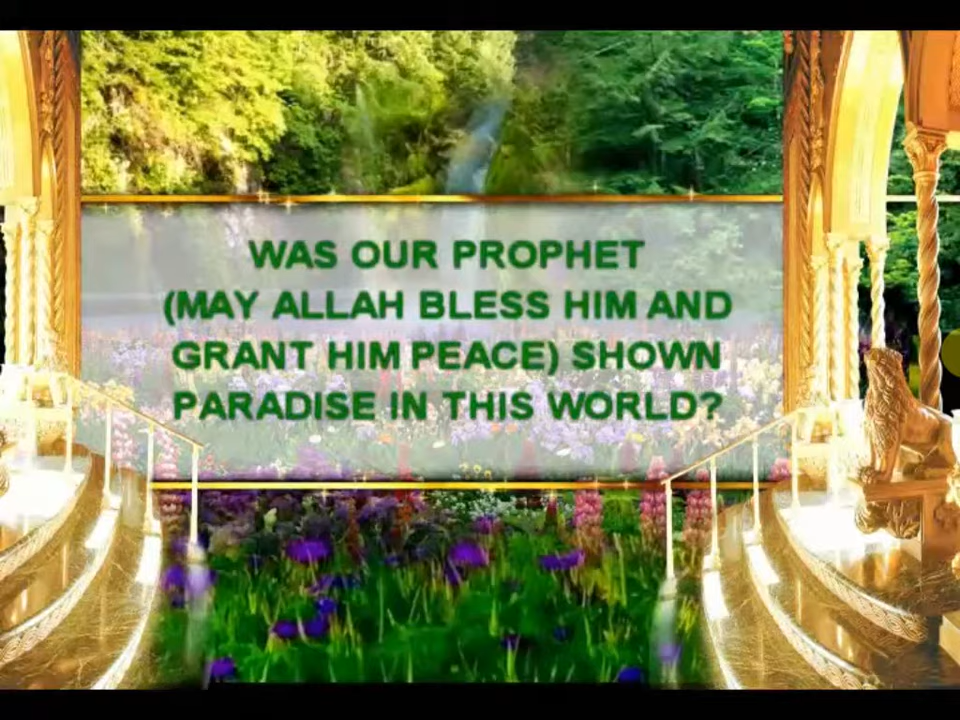 WAS OUR PROPHET
(MAY ALLAH BLESS HIM AND
GRANT HIM PEACE) SHOWN
PARADISE IN THIS WORLD?